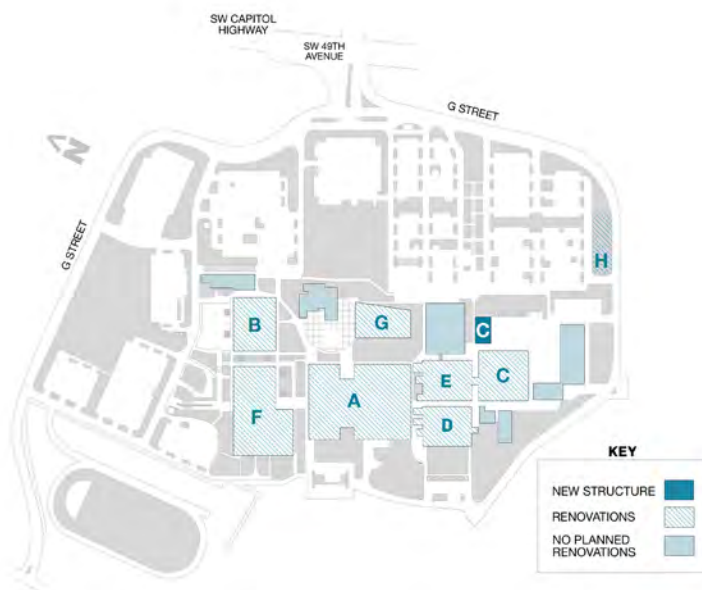 SW CAPITOL
HIGHWAY
SW 49TH
AVENUE
G STREET
N
G STREET
H
B
G
C
C
E
A
F
D
KEY
NEW STRUCTURE
RENOVATIONS
NO PLANNED
RENOVATIONS